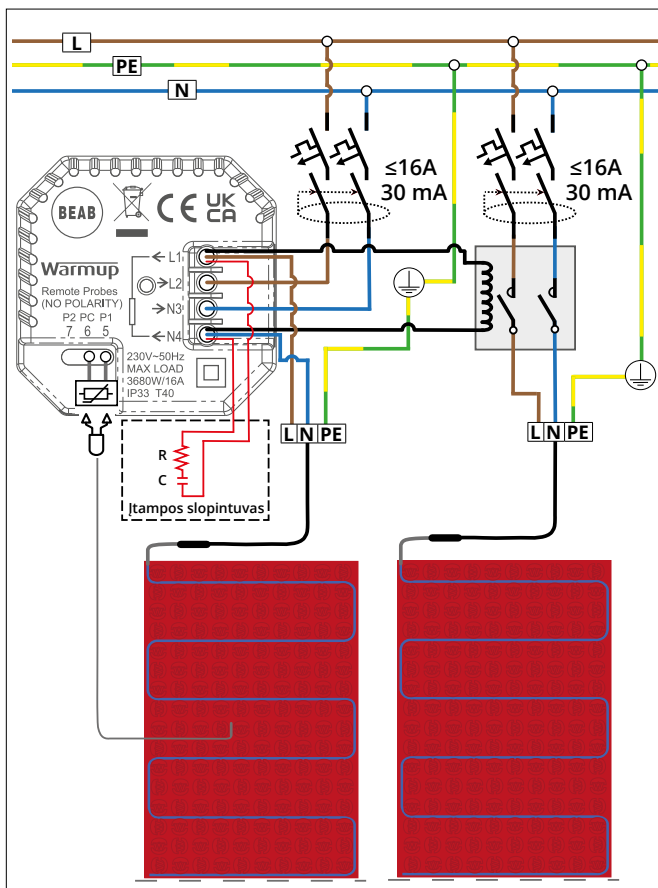 L
PE
N
≤16A
30 mA
≤16A
30 mA
BEAB
CE UK CA
Warmup
Remote Probes
(NO POLARITY)
P2 PC P1
7 6 5
L1
L2
N3
N4
230V~50Hz
MAX LOAD
3680W/16A
IP33 T40
R
C
Įtampos slopintuvas
L N PE
L N PE